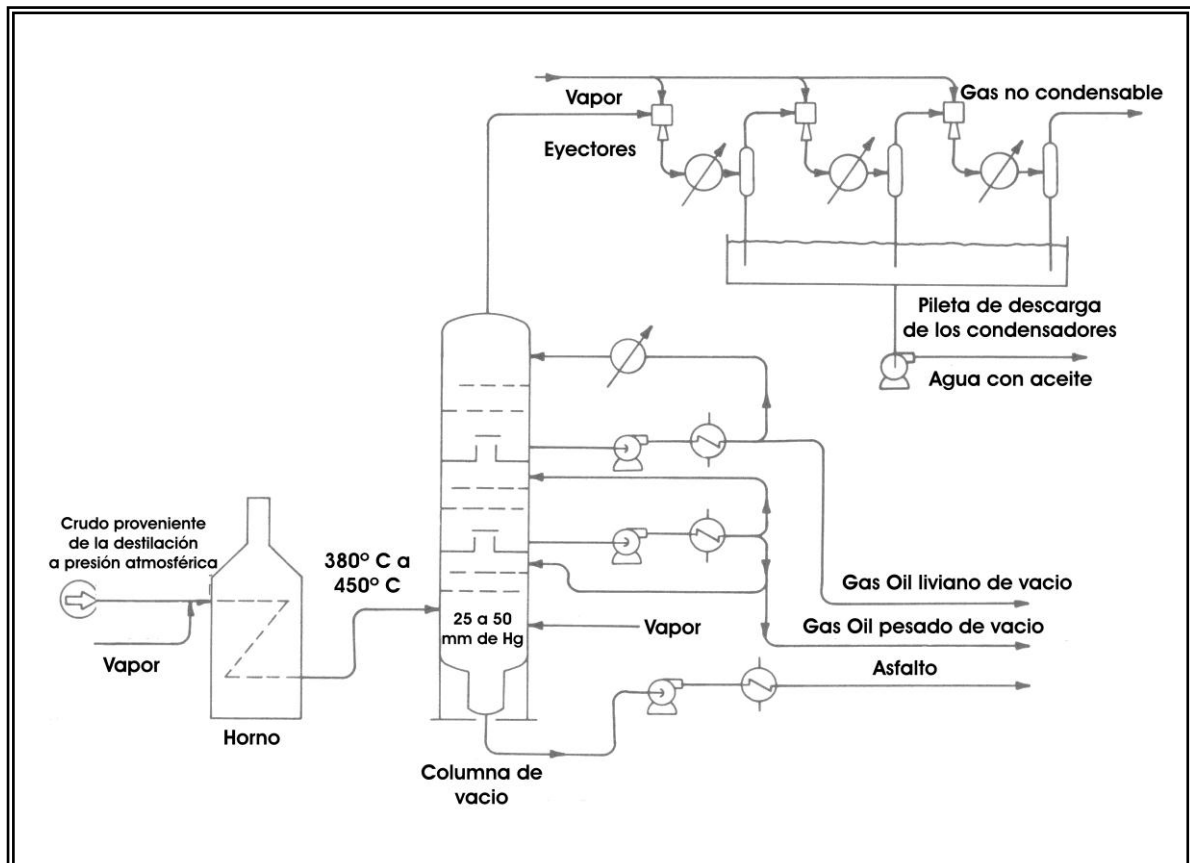 Vapor
Eyectores
Gas no condensable
Pileta de descarga
de los condensadores
Agua con aceite
Crudo proveniente
de la destilación
a presión atmosférica
Vapor
Horno
380° C a
450° C
25 a 50
mm de Hg
Vapor
Gas Oil liviano de vacio
Gas Oil pesado de vacio
Asfalto
Columna de
vacio